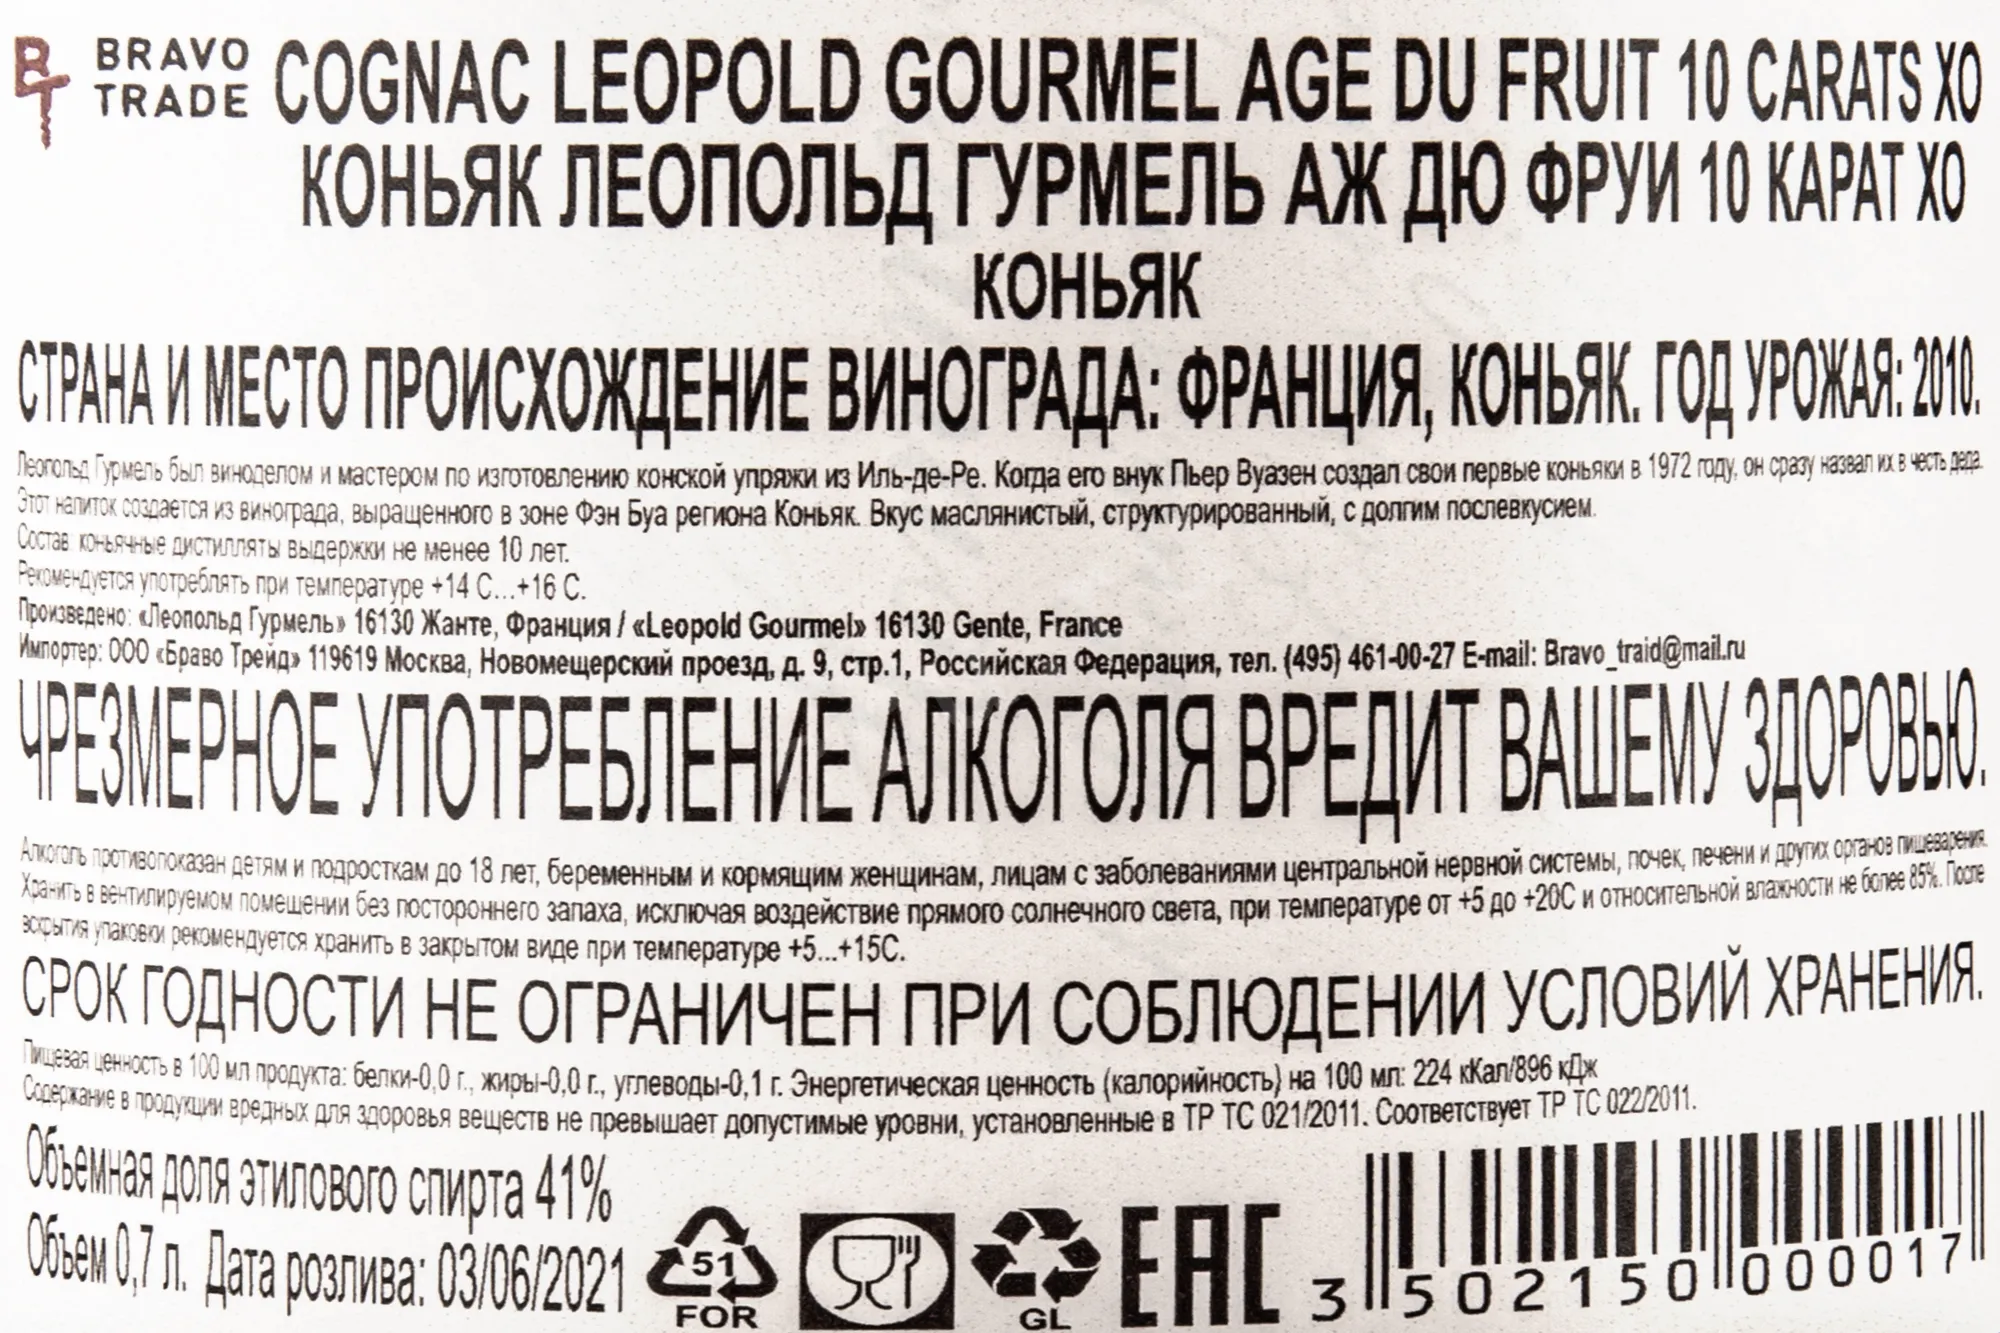 BRAVO
TRADE
COGNAC LEOPOLD GOURMEL AGE DU FRUIT 10 CARATS XO
КОНЬЯК ЛЕОПОЛЬД ГУРМЕЛЬ АЖ ДЮ ФРУИ 10 КАРАТ ХО
КОНЬЯК
СТРАНА И МЕСТО ПРОИСХОЖДЕНИЕ ВИНОГРАДА: ФРАНЦИЯ, КОНЬЯК. ГОД УРОЖАЯ: 2010.
Леопольд Гурмель был виноделом и мастером по изготовлению конской упряжи из Иль-де-Ре. Когда его внук Пьер Вуазен создал свои первые коньяки в 1972 году, он сразу назвал их в честь деда.
Этот напиток создается из винограда, выращенного в зоне Фэн Буа региона Коньяк. Вкус маслянистый, структурированный, с долгим послевкусием.
Состав: коньячные дистилляты выдержки не менее 10 лет.
Рекомендуется употреблять при температуре +14 С...+16 С.
Произведено: «Леопольд Гурмель» 16130 Жанте, Франция / «Leopold Gourmel» 16130 Gente, France
Импортер: ООО «Браво Трейд» 119619 Москва, Новомещерский проезд, д. 9, стр.1, Российская Федерация, тел. (495) 461-00-27 E-mail: Bravo_traid@mail.ru
ЧРЕЗМЕРНОЕ УПОТРЕБЛЕНИЕ АЛКОГОЛЯ ВРЕДИТ ВАШЕМУ ЗДОРОВЬЮ.
Алкоголь противопоказан детям и подросткам до 18 лет, беременным и кормящим женщинам, лицам с заболеваниями центральной нервной системы, почек, печени и других органов пищеварения.
Хранить в вентилируемом помещении без постороннего запаха, исключая воздействие прямого солнечного света, при температуре от +5 до +20С и относительной влажности не более 85%. После
вскрытия упаковки рекомендуется хранить в закрытом виде при температуре +5...+15С.
СРОК ГОДНОСТИ НЕ ОГРАНИЧЕН ПРИ СОБЛЮДЕНИИ УСЛОВИЙ ХРАНЕНИЯ.
Пищевая ценность в 100 мл продукта: белки-0,0 г., жиры-0,0 г., углеводы-0,1 г. Энергетическая ценность (калорийность) на 100 мл: 224 кКал/896 кДж
Содержание в продукции вредных для здоровья веществ не превышает допустимые уровни, установленные в ТР ТС 021/2011. Соответствует ТР ТС 022/2011.
Объемная доля этилового спирта 41%
Объем 0,7 л. Дата розлива: 03/06/2021
51
FOR
GL
EAC
3 502150 000017